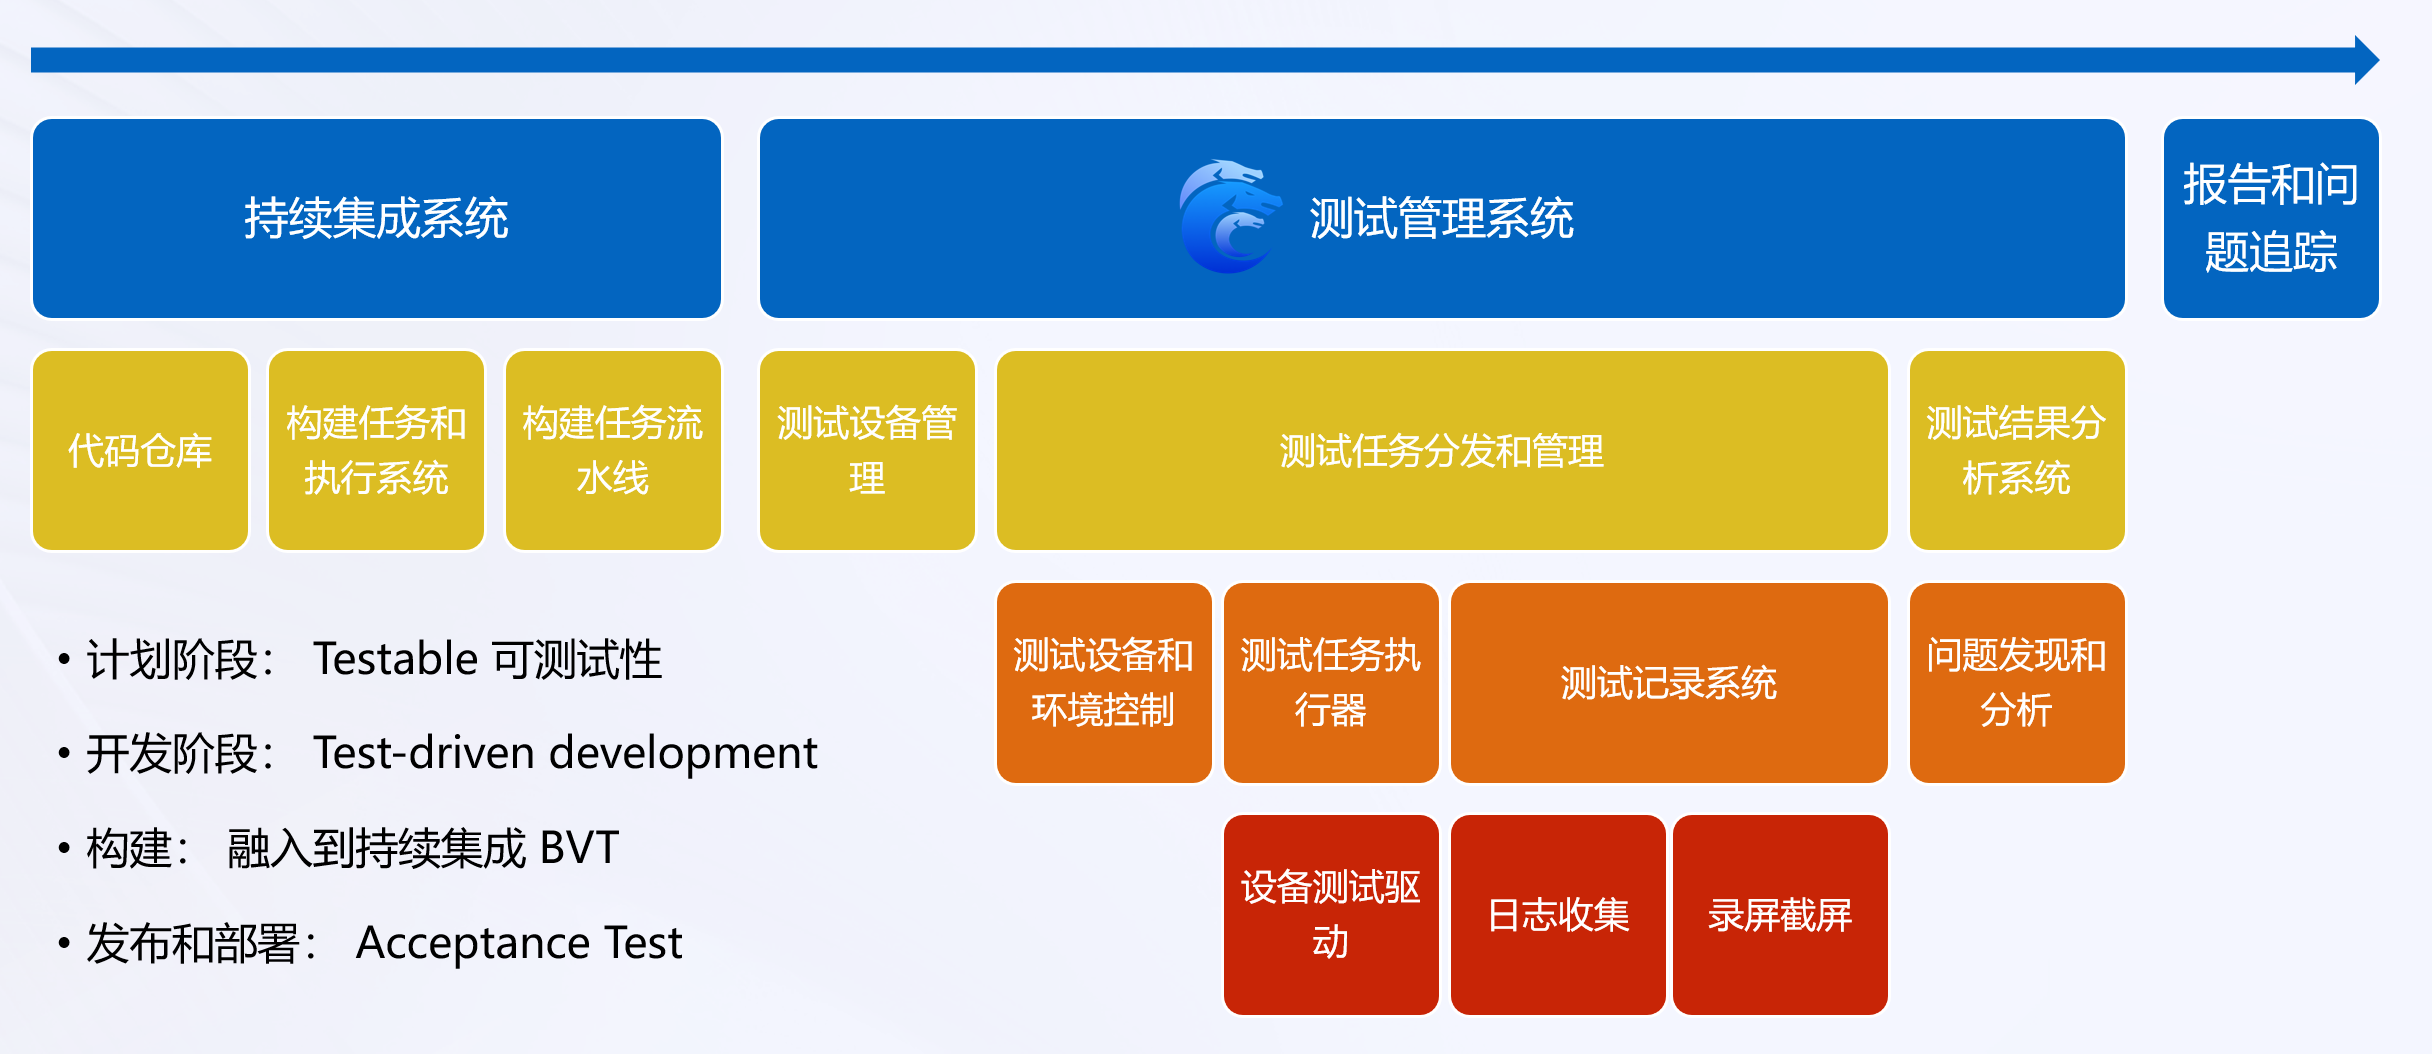 持续集成系统
测试管理系统
报告和问
题追踪
代码仓库
构建任务和
执行系统
构建任务流
水线
测试设备管
理
测试任务分发和管理
测试结果分
析系统
测试设备和
环境控制
测试任务执
行器
测试记录系统
问题发现和
分析
设备测试驱
动
日志收集
录屏截屏
• 计划阶段： Testable 可测试性
• 开发阶段： Test-driven development
• 构建： 融入到持续集成 BVT
• 发布和部署： Acceptance Test